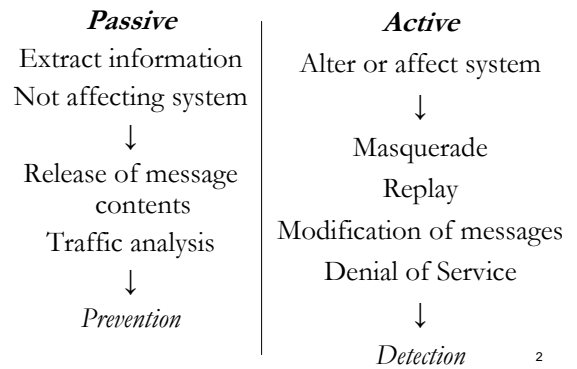 Passive
Extract information
Not affecting system
↓
Release of message
contents
Traffic analysis
↓
Prevention
Active
Alter or affect system
↓
Masquerade
Replay
Modification of messages
Denial of Service
↓
Detection
2